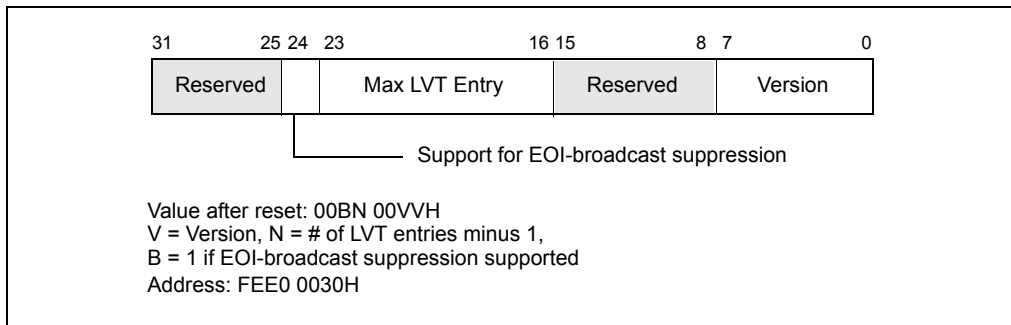 31 25 24 23 16 15 8 7 0
Reserved Max LVT Entry Reserved Version
Support for EOI-broadcast suppression
Value after reset: 00BN 00VVH
V = Version, N = # of LVT entries minus 1,
B = 1 if EOI-broadcast suppression supported
Address: FEE0 0030H